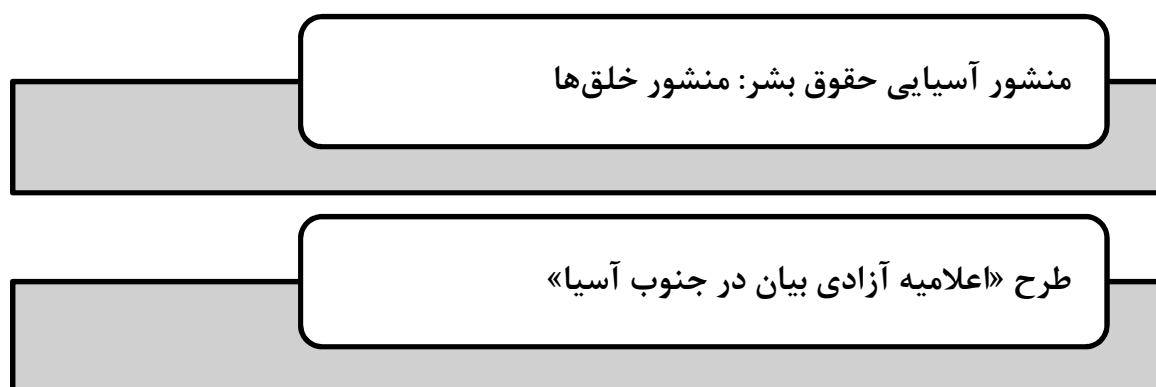 منشور آسیایی حقوق بشر: منشور خلق‌ها
طرح «اعلامیه آزادی بیان در جنوب آسیا»